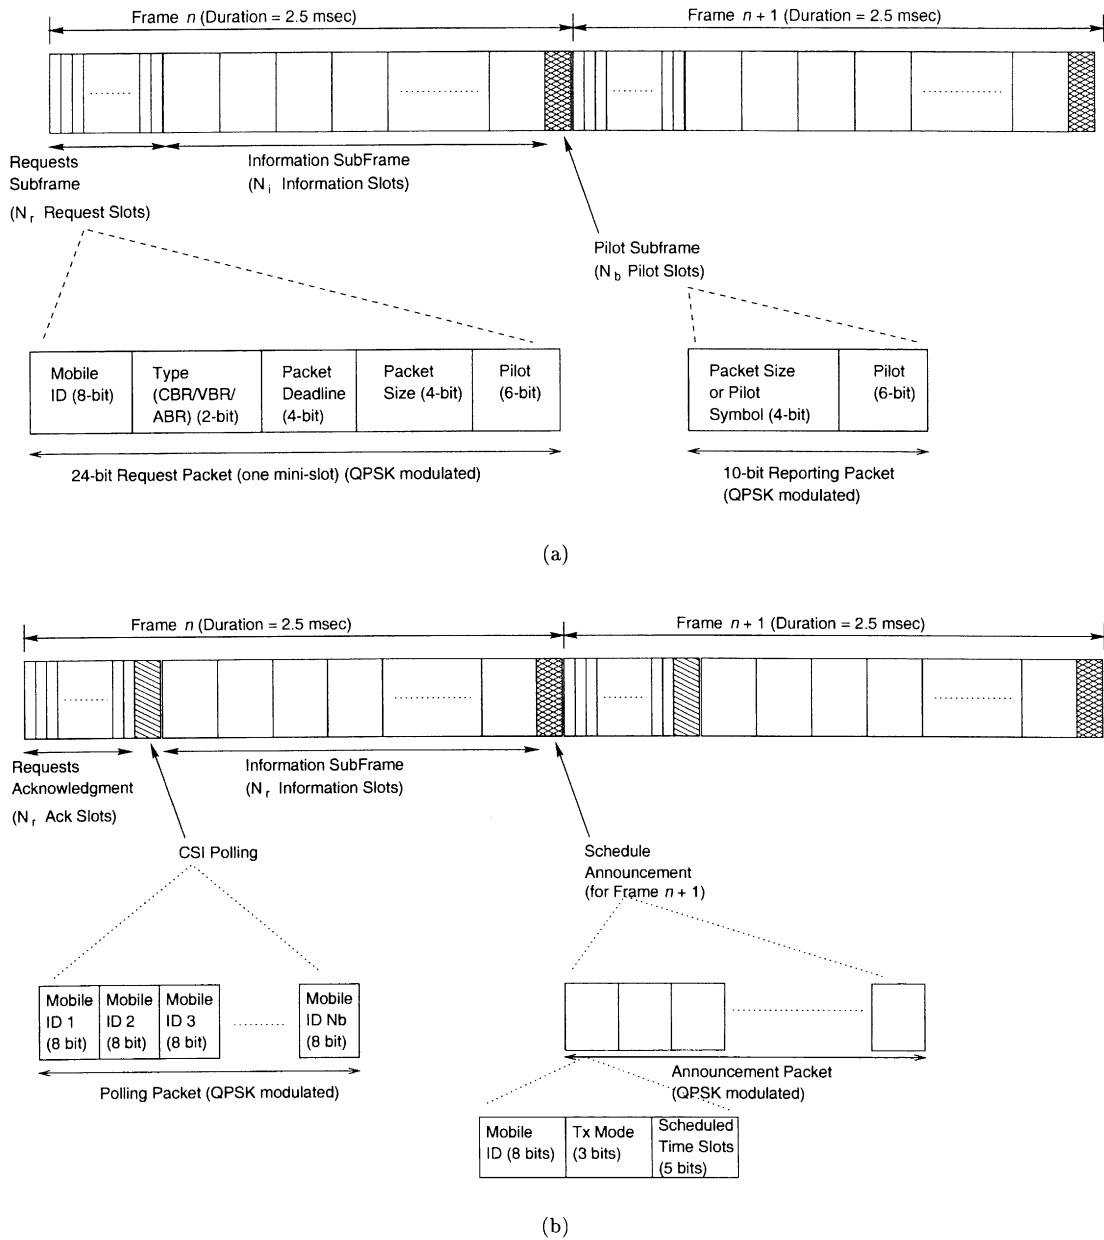 Frame n (Duration = 2.5 msec)
Frame n + 1 (Duration = 2.5 msec)
Requests
Subframe
(N r Request Slots)
Information SubFrame
(N i Information Slots)
Pilot Subframe
(N b Pilot Slots)
Mobile
ID (8-bit)
Type
(CBR/VBR/
ABR) (2-bit)
Packet
Deadline
(4-bit)
Packet
Size (4-bit)
Pilot
(6-bit)
Packet Size
or Pilot
Symbol (4-bit)
Pilot
(6-bit)
24-bit Request Packet (one mini-slot) (QPSK modulated)
10-bit Reporting Packet
(QPSK modulated)
(a)
Frame n (Duration = 2.5 msec)
Frame n + 1 (Duration = 2.5 msec)
Requests
Acknowledgment
(N r Ack Slots)
Information SubFrame
(N r Information Slots)
CSI Polling
Schedule
Announcement
(for Frame n + 1)
Mobile
ID 1
(8 bit)
Mobile
ID 2
(8 bit)
Mobile
ID 3
(8 bit)
Mobile
ID Nb
(8 bit)
Polling Packet (QPSK modulated)
Announcement Packet
(QPSK modulated)
Mobile
ID (8 bits)
Tx Mode
(3 bits)
Scheduled
Time Slots
(5 bits)
(b)